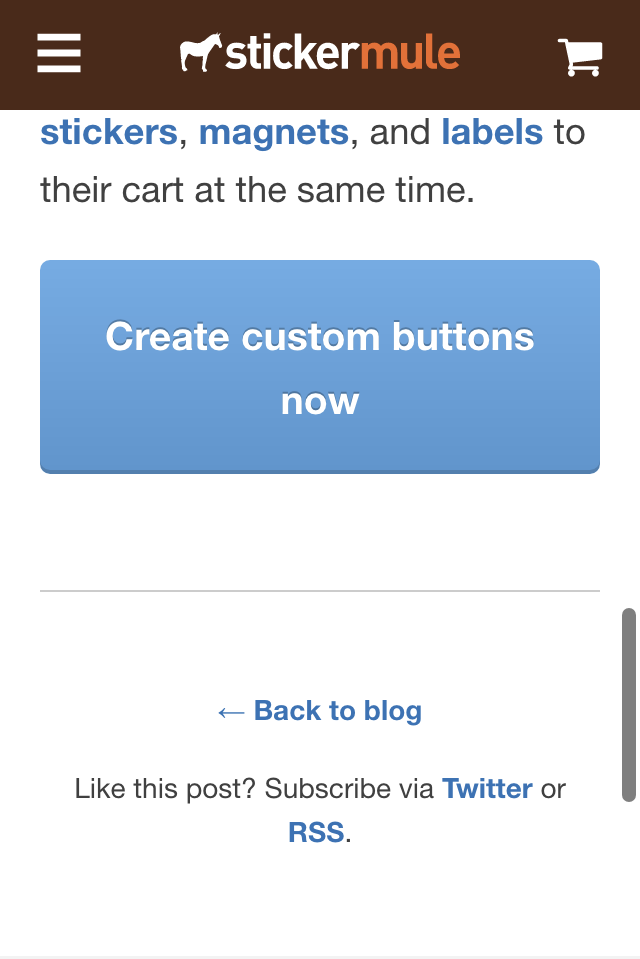 stickermule
stickers, magnets, and labels to
their cart at the same time.
Create custom buttons
now
← Back to blog
Like this post? Subscribe via Twitter or
RSS.